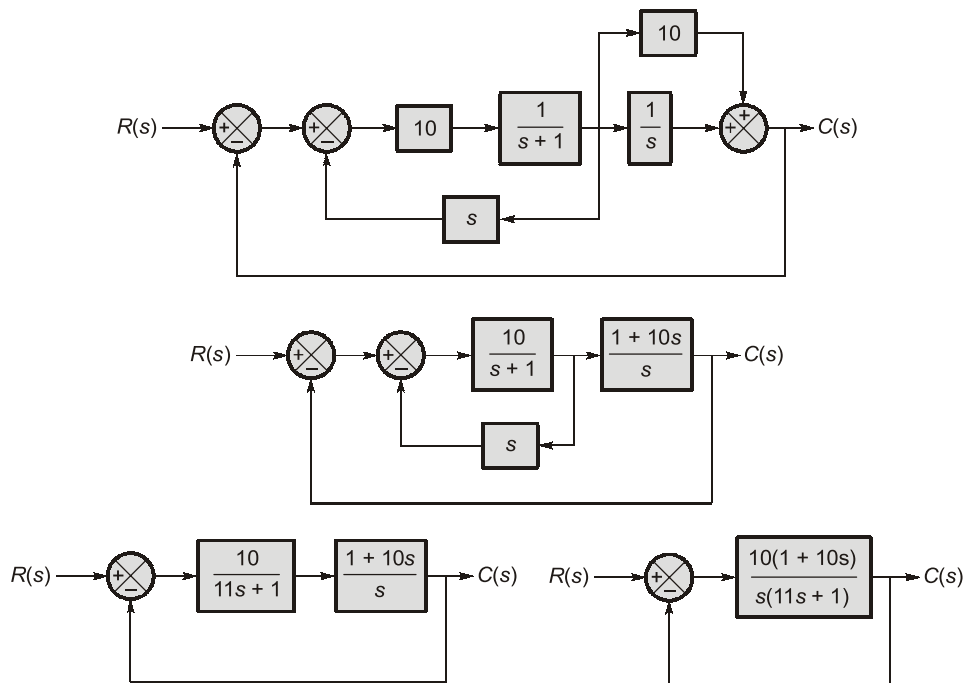 10
R(s) + − + − 10 1/(s + 1) 1/s + + C(s)
s
R(s) + − + − 10/(s + 1) (1 + 10s)/s C(s)
s
R(s) + − 10/(11s + 1) (1 + 10s)/s C(s)
R(s) + − 10(1 + 10s)/(s(11s + 1)) C(s)